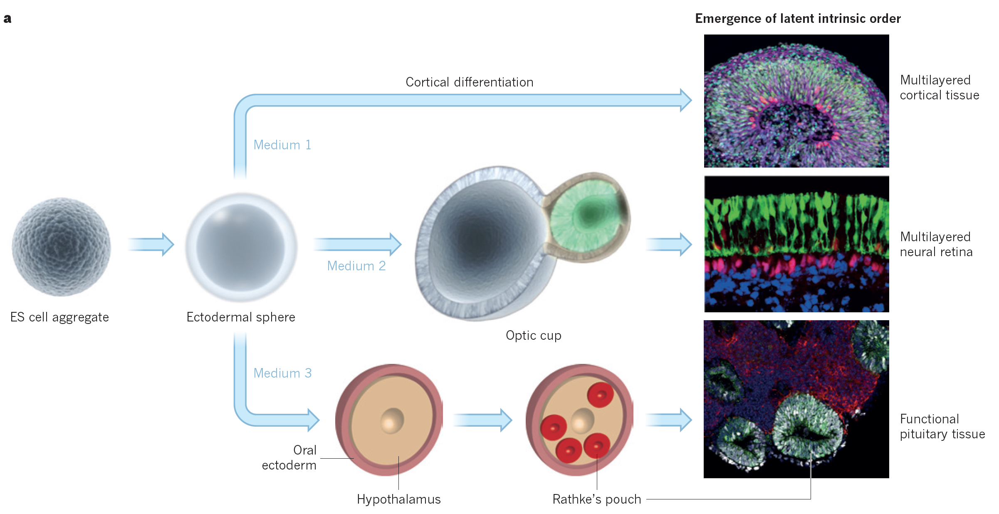 a
Emergence of latent intrinsic order
Cortical differentiation
Multilayered
cortical tissue
Medium 1
Medium 2
Multilayered
neural retina
ES cell aggregate
Ectodermal sphere
Optic cup
Medium 3
Oral
ectoderm
Functional
pituitary tissue
Hypothalamus
Rathke’s pouch